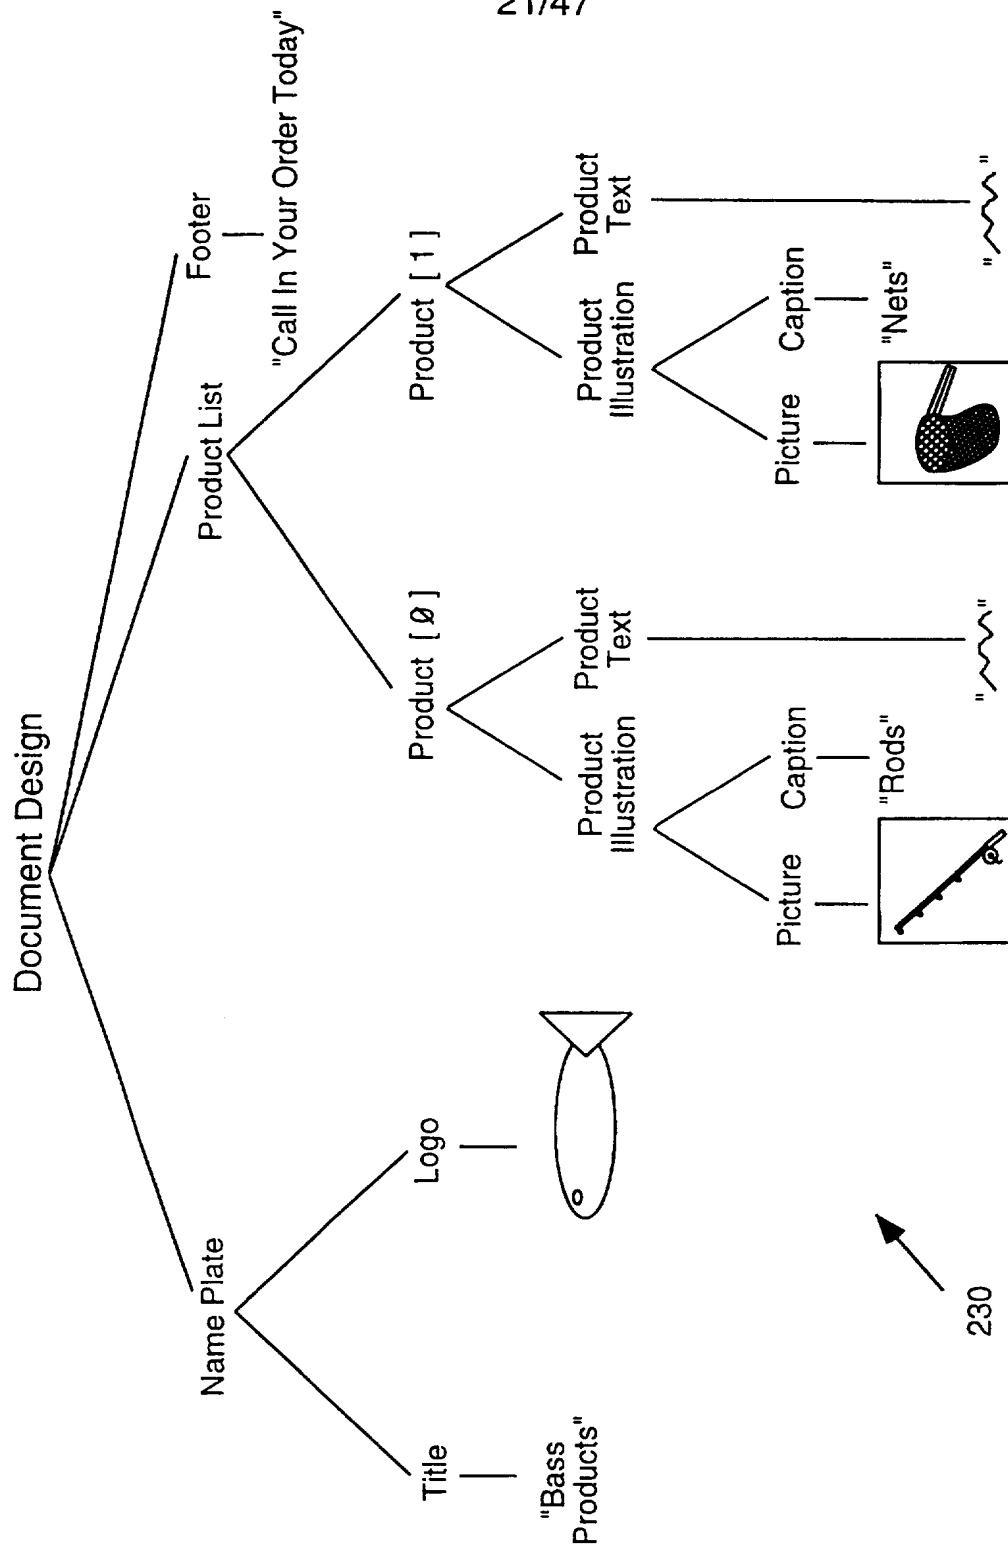 21/47
Document Design
Name Plate
Product List
Footer
"Call In Your Order Today"
Title
Logo
Product [0]
Product [1]
"Bass
Products"
Product
Illustration
Product
Text
Product
Illustration
Product
Text
Picture
Caption
Picture
Caption
"Rods"
"Nets"
" "
" "
230